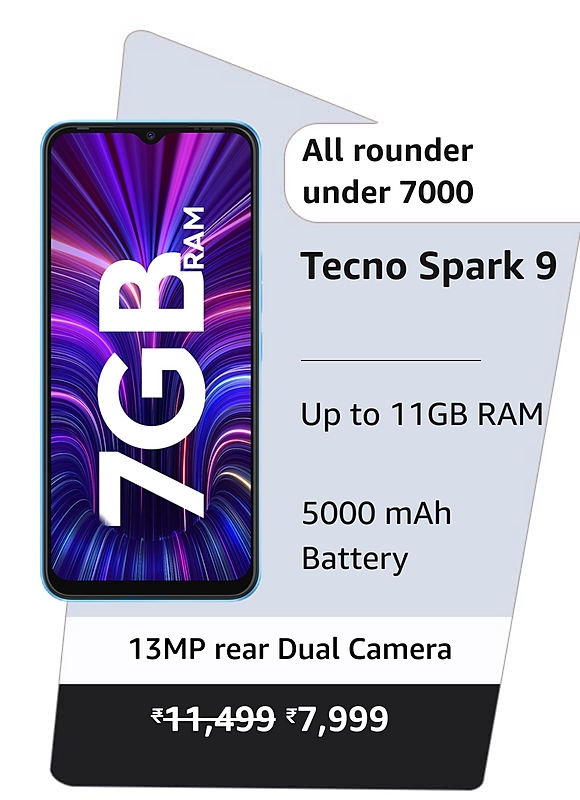 All rounder
under 7000
Tecno Spark 9
7GB RAM
Up to 11GB RAM
5000 mAh
Battery
13MP rear Dual Camera
₹11,499 ₹7,999